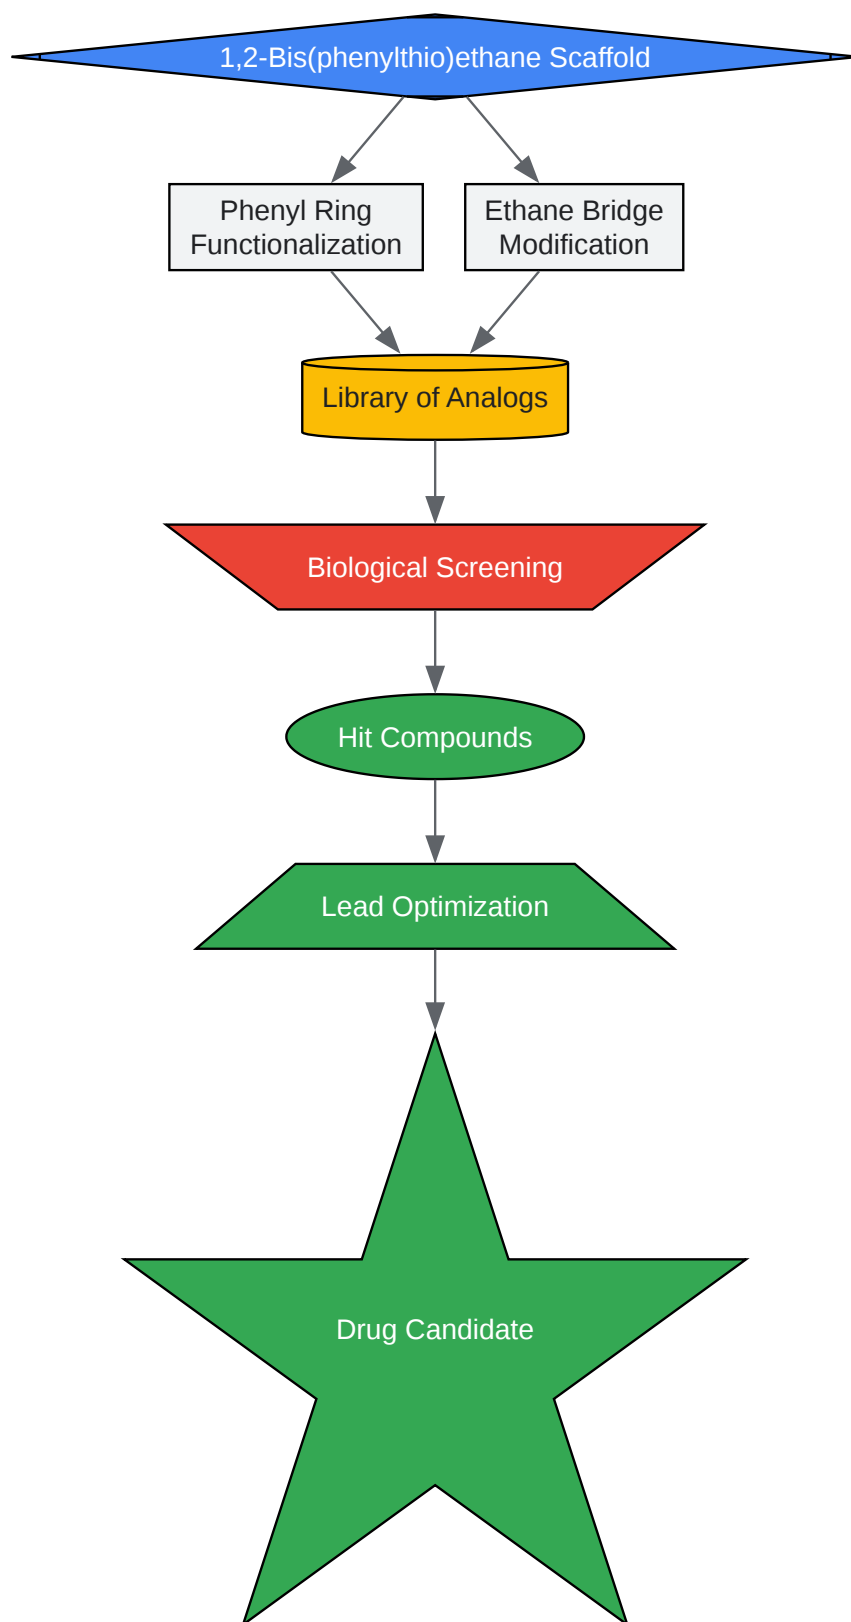 1,2-Bis(phenylthio)ethane Scaffold
Phenyl Ring
Functionalization
Ethane Bridge
Modification
Library of Analogs
Biological Screening
Hit Compounds
Lead Optimization
Drug Candidate